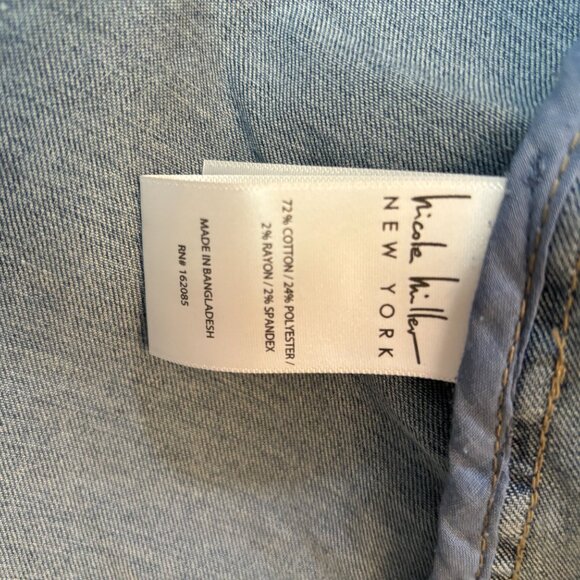 nicole miller
NEW YORK
72% COTTON / 24% POLYESTER /
2% RAYON / 2% SPANDEX
MADE IN BANGLADESH
RN# 162085